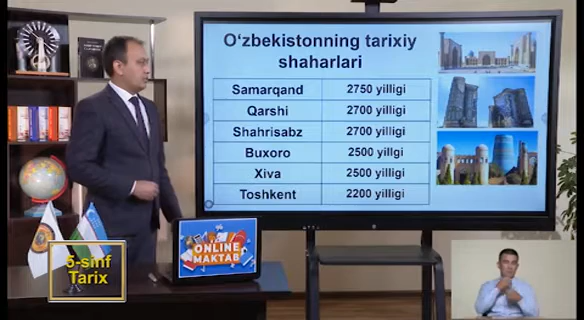 O‘zbekistonning tarixiy
shaharlari
Samarqand 2750 yilligi
Qarshi 2700 yilligi
Shahrisabz 2700 yilligi
Buxoro 2500 yillgi
Xiva 2500 yilligi
Toshkent 2200 yilligi
ONLINE
MAKTAB
5-sinf
Tarix